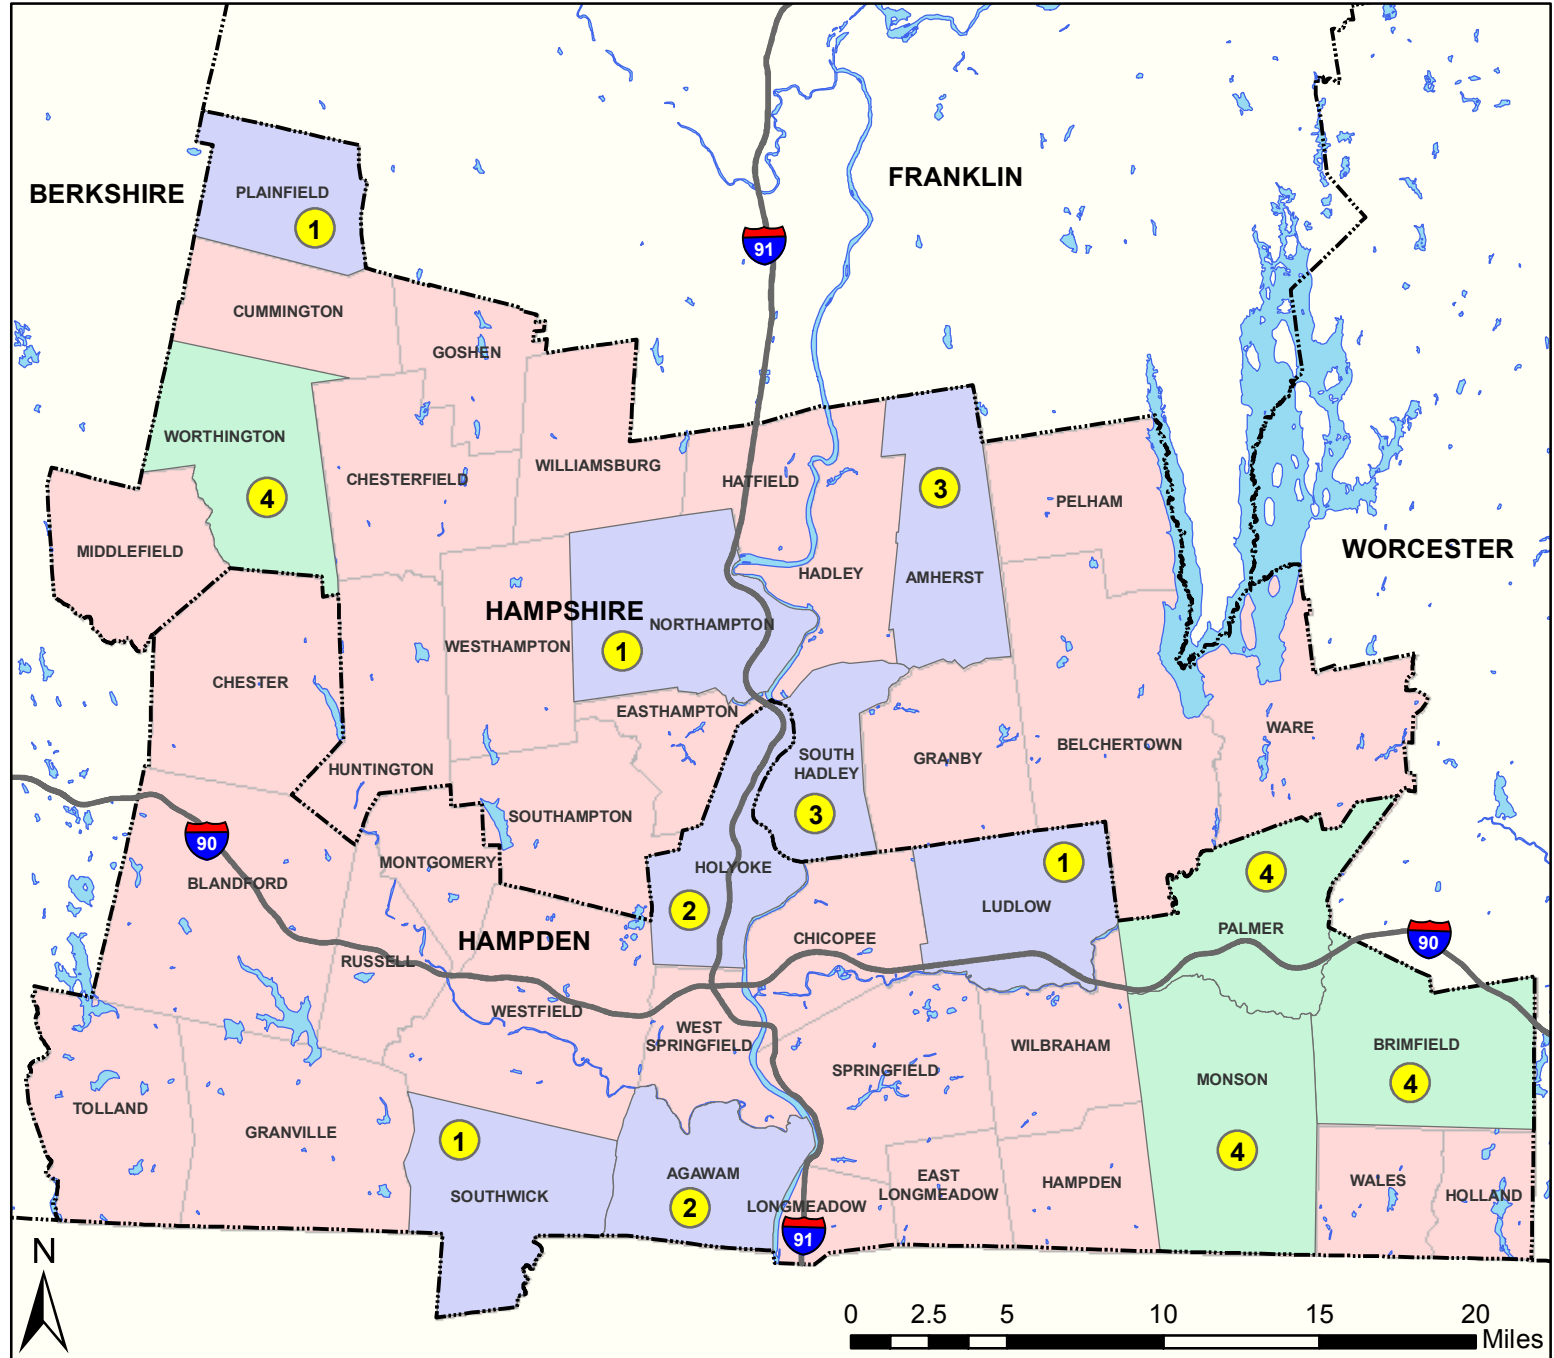 BERKSHIRE
FRANKLIN
PLAINFIELD
1
91
CUMMINGTON
GOSHEN
WORTHINGTON
4
CHESTERFIELD
WILLIAMSBURG
HATFIELD
3
PELHAM
MIDDLEFIELD
WORCESTER
HADLEY
AMHERST
HAMPSHIRE
NORTHAMPTON
WESTHAMPTON
1
CHESTER
EASTHAMPTON
WARE
BELCHERTOWN
SOUTH
HADLEY
GRANBY
HUNTINGTON
3
SOUTHAMPTON
90
MONTGOMERY
HOLYOKE
1
4
BLANDFORD
2
LUDLOW
PALMER
HAMPDEN
CHICOPEE
90
RUSSELL
WESTFIELD
WEST
SPRINGFIELD
WILBRAHAM
BRIMFIELD
SPRINGFIELD
MONSON
4
TOLLAND
GRANVILLE
1
4
AGAWAM
EAST
LONGMEADOW
HAMPDEN
WALES
SOUTHWICK
HOLLAND
2
LONGMEADOW
91
N
0 2.5 5 10 15 20
Miles